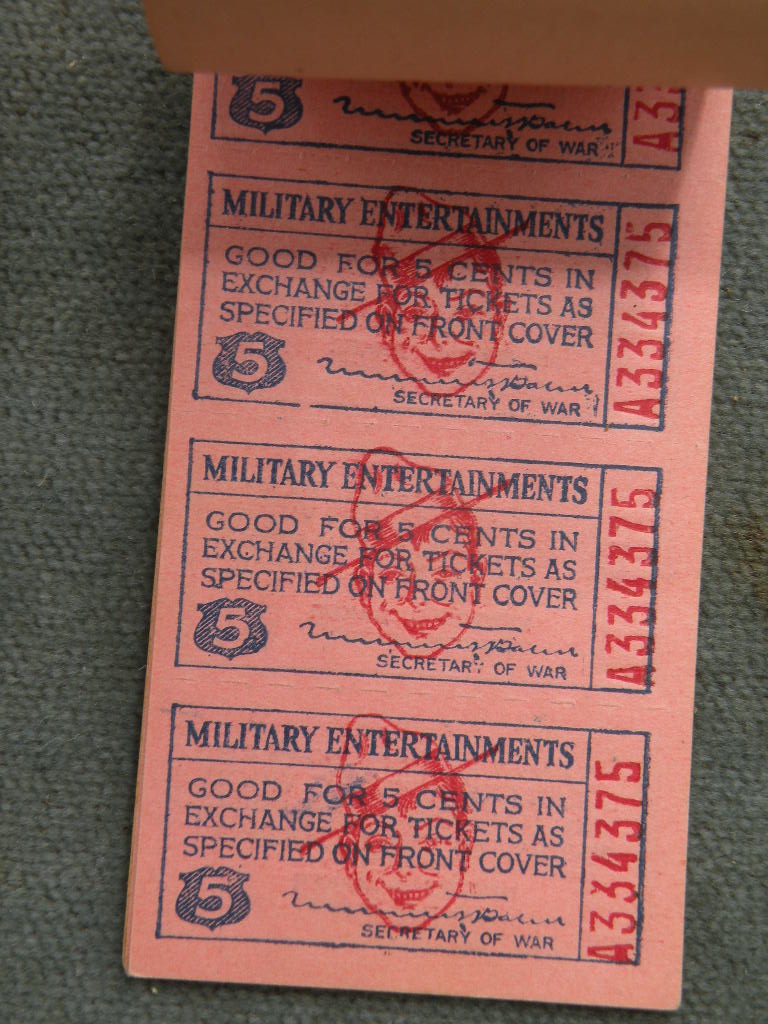 5
SECRETARY OF WAR
A33
MILITARY ENTERTAINMENTS
GOOD FOR 5 CENTS IN
EXCHANGE FOR TICKETS AS
SPECIFIED ON FRONT COVER
5
SECRETARY OF WAR
A334375
MILITARY ENTERTAINMENTS
GOOD FOR 5 CENTS IN
EXCHANGE FOR TICKETS AS
SPECIFIED ON FRONT COVER
5
SECRETARY OF WAR
A334375
MILITARY ENTERTAINMENTS
GOOD FOR 5 CENTS IN
EXCHANGE FOR TICKETS AS
SPECIFIED ON FRONT COVER
5
SECRETARY OF WAR
A334375